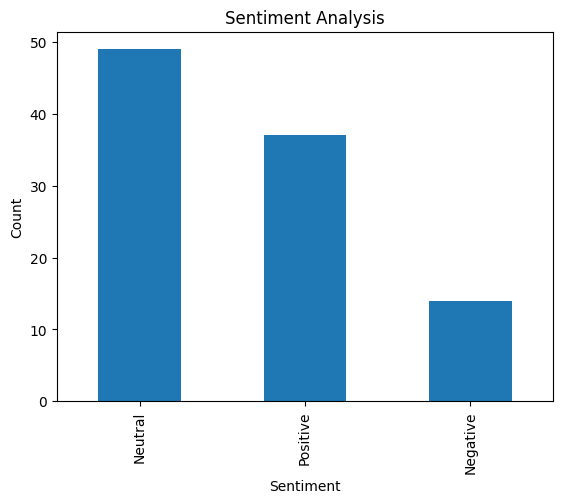 Sentiment Analysis
50
40
30
20
10
0
Count
Neutral
Positive
Negative
Sentiment